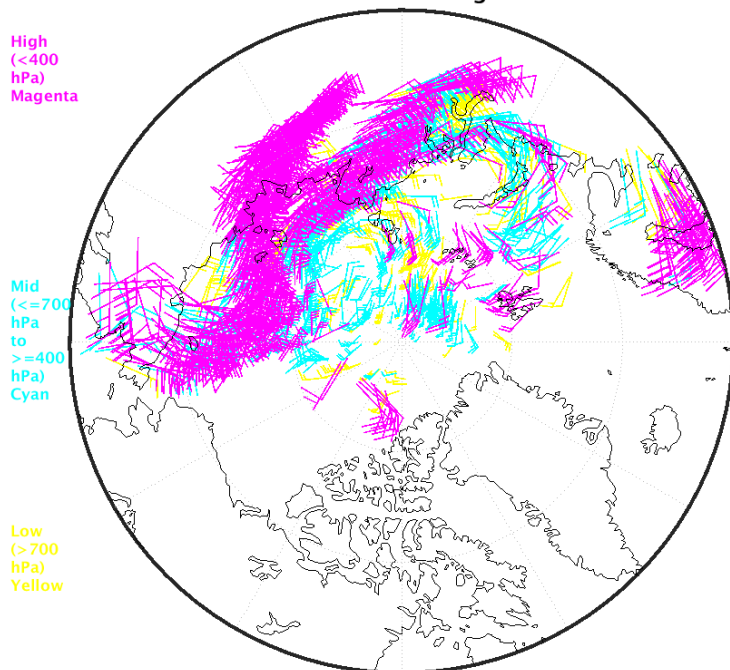 High
(<400
hPa)
Magenta
Mid
(<=700
hPa
to
>=400
hPa)
Cyan
Low
(>700
hPa)
Yellow